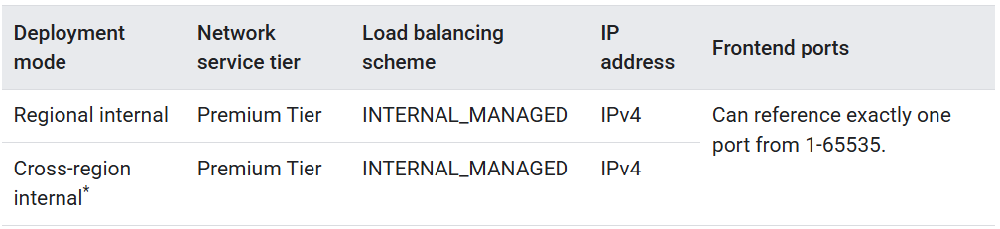 Deployment mode Network service tier Load balancing scheme IP address Frontend ports
Regional internal Premium Tier INTERNAL_MANAGED IPv4 Can reference exactly one port from 1-65535.
Cross-region internal* Premium Tier INTERNAL_MANAGED IPv4